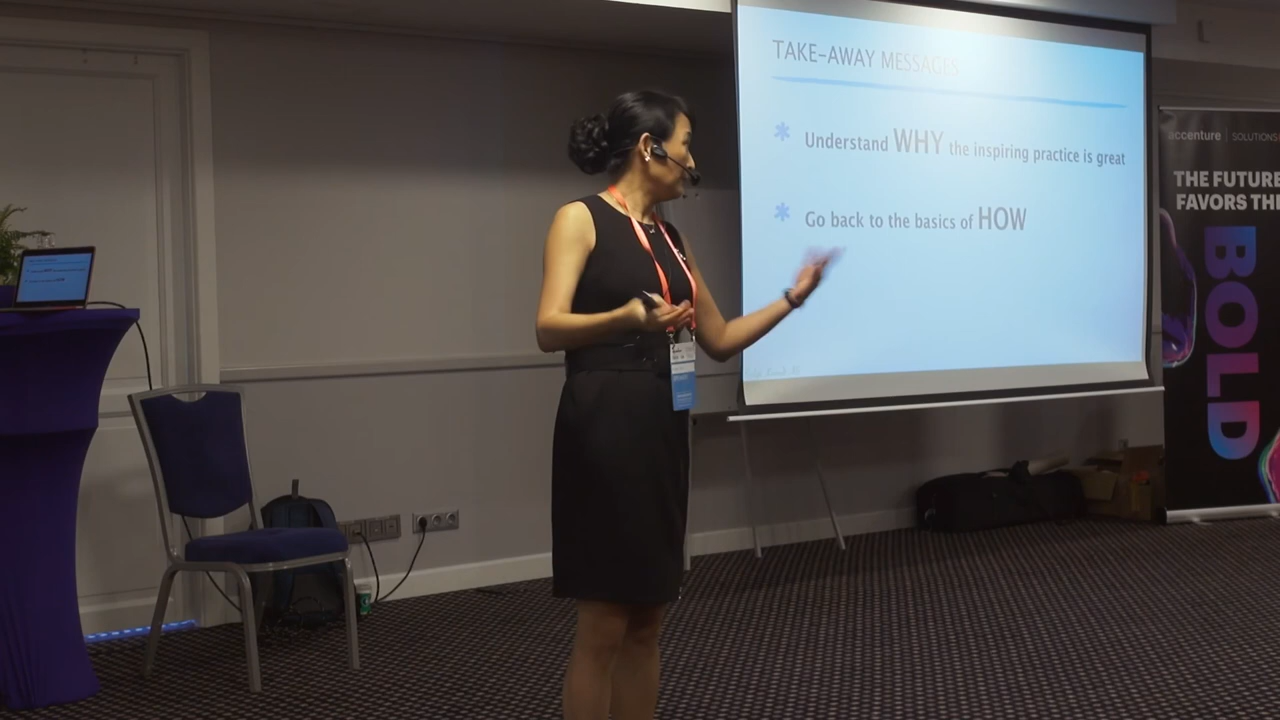 TAKE-AWAY MESSAGES
Understand WHY the inspiring practice is great
Go back to the basics of HOW
accenture | SOLUTIONS
THE FUTURE
FAVORS THE
BOLD